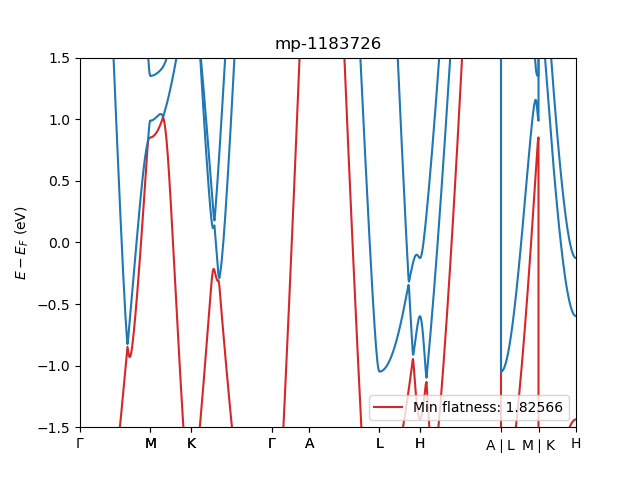 mp-1183726
1.5
1.0
0.5
0.0
−0.5
−1.0
−1.5
E − E_F (eV)
Min flatness: 1.82566
Γ M K Γ A L H A | L M | K H